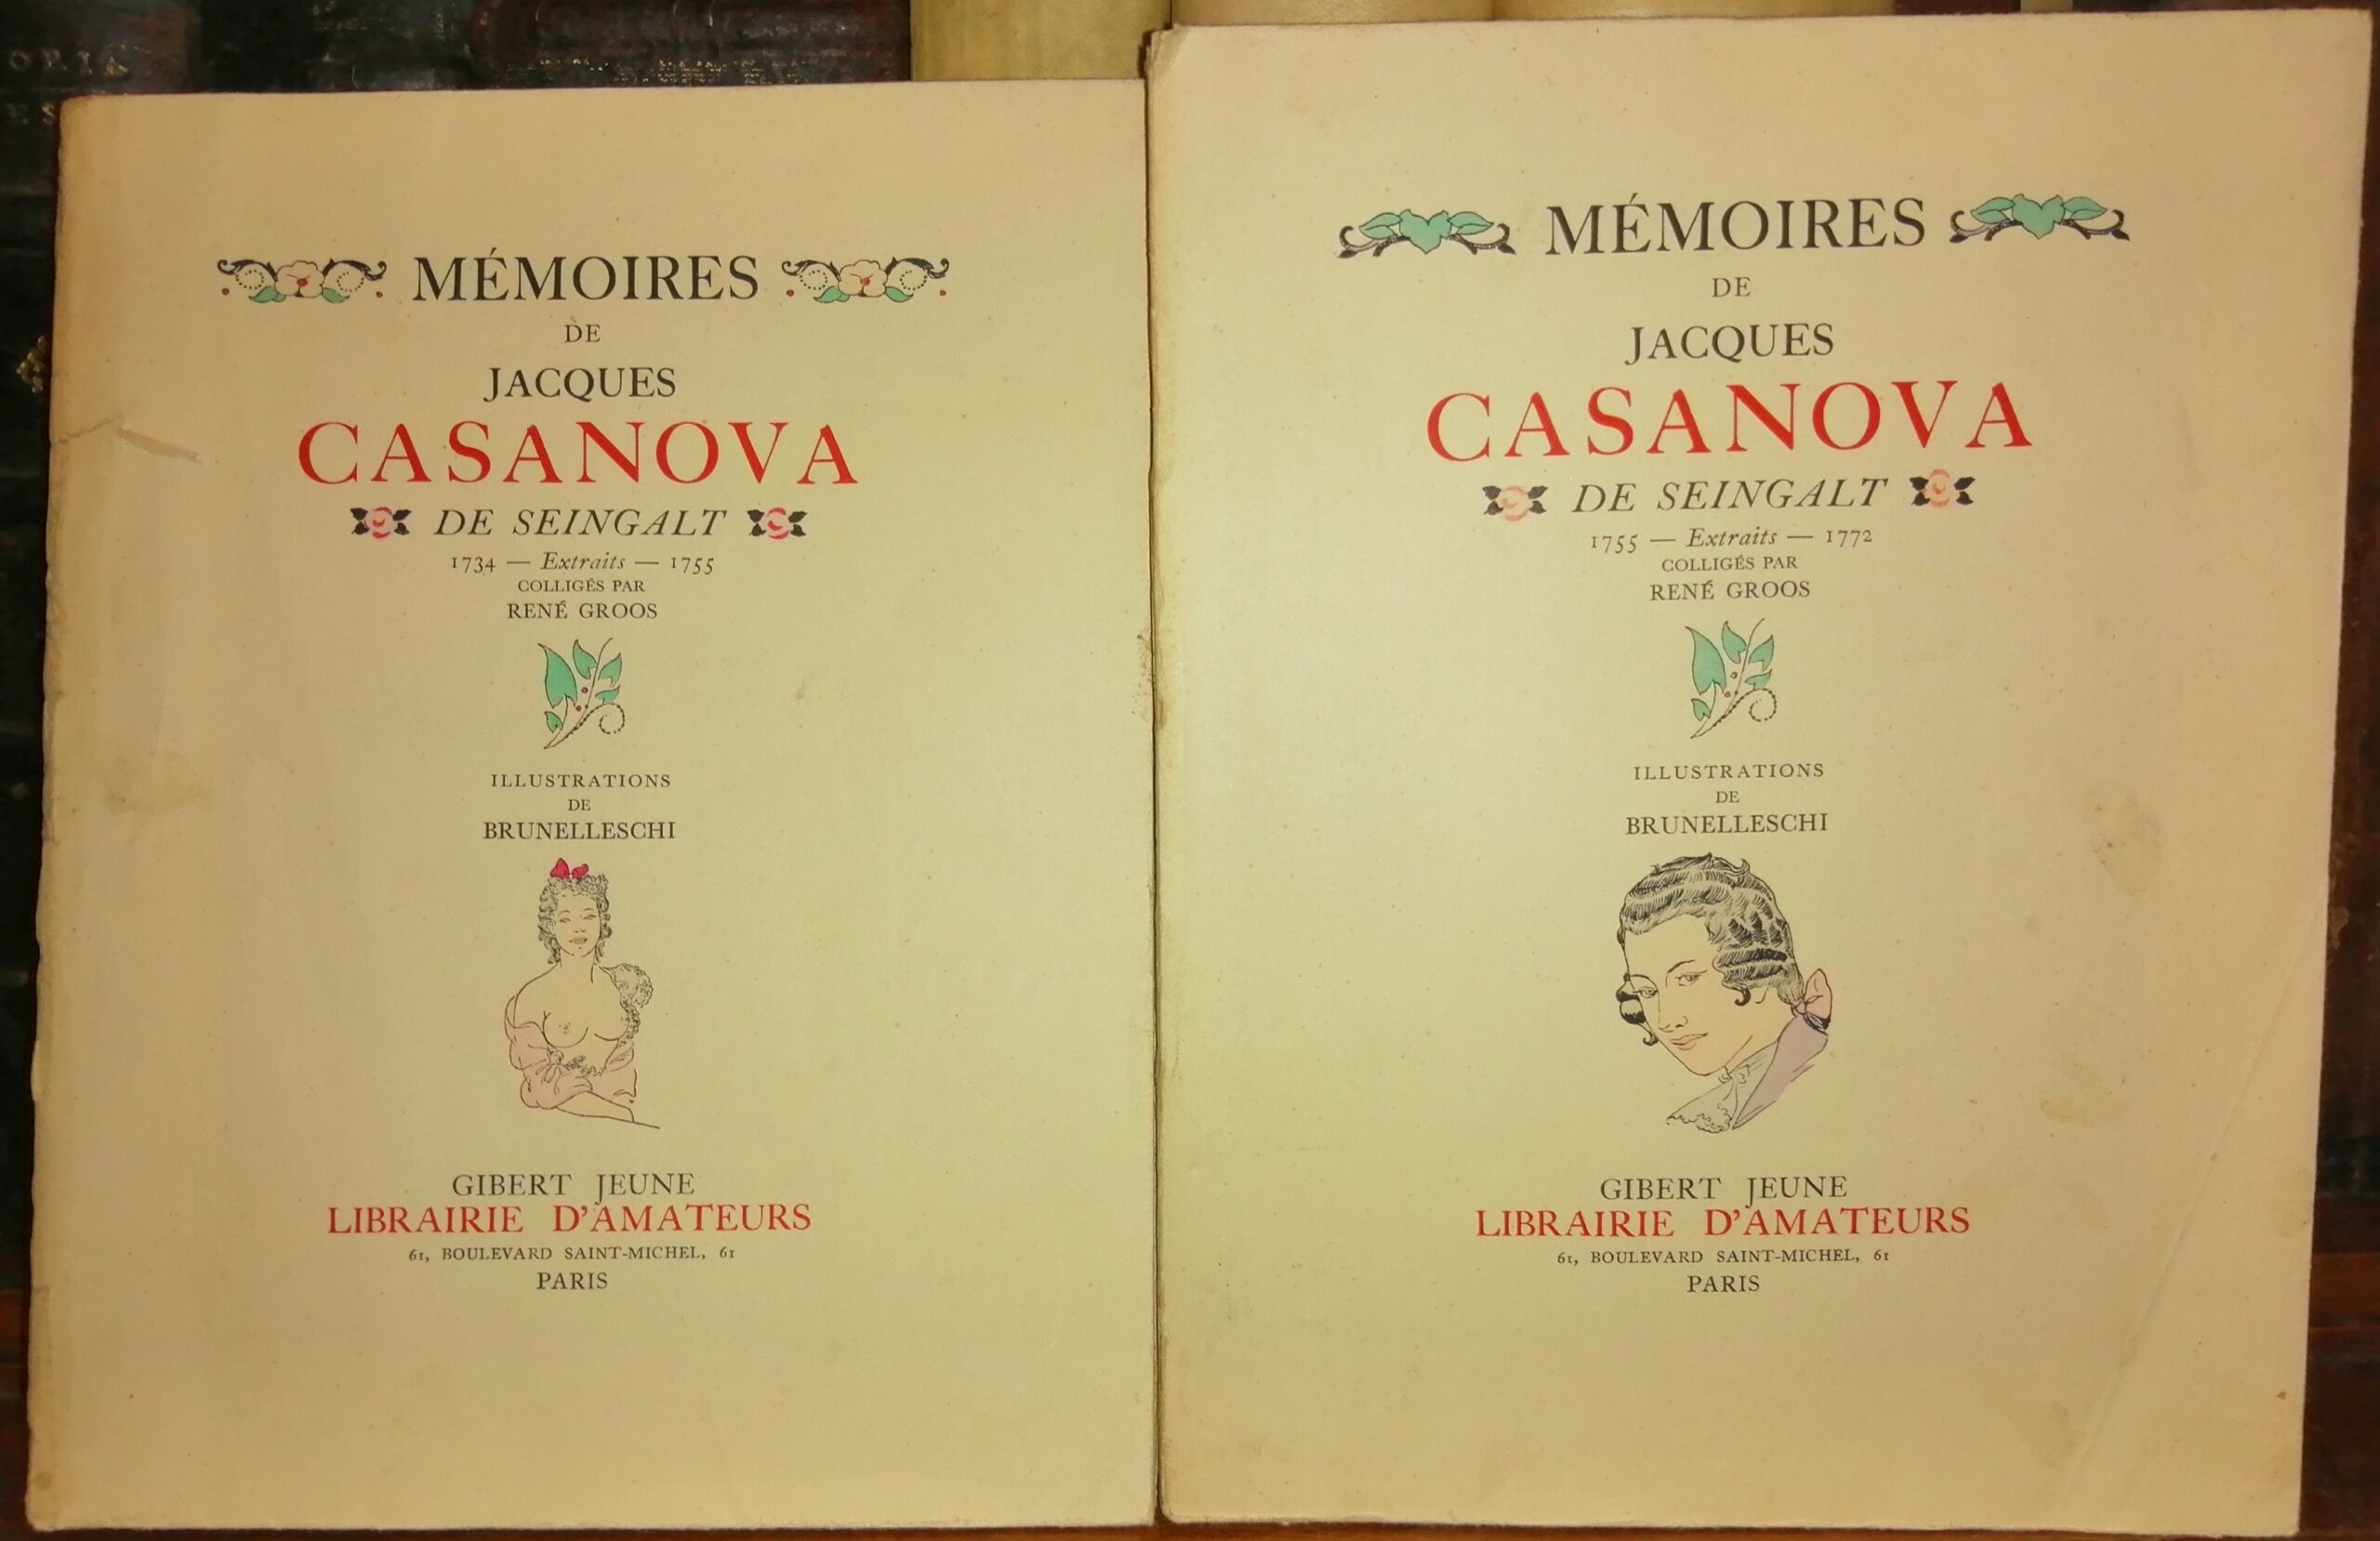 MÉMOIRES
DE
JACQUES
CASANOVA
DE SEINGALT
1734 — Extraits — 1755
COLLIGÉS PAR
RENÉ GROOS
ILLUSTRATIONS
DE
BRUNELLESCHI
GIBERT JEUNE
LIBRAIRIE D'AMATEURS
61, BOULEVARD SAINT-MICHEL, 61
PARIS
MÉMOIRES
DE
JACQUES
CASANOVA
DE SEINGALT
1755 — Extraits — 1772
COLLIGÉS PAR
RENÉ GROOS
ILLUSTRATIONS
DE
BRUNELLESCHI
GIBERT JEUNE
LIBRAIRIE D'AMATEURS
61, BOULEVARD SAINT-MICHEL, 61
PARIS